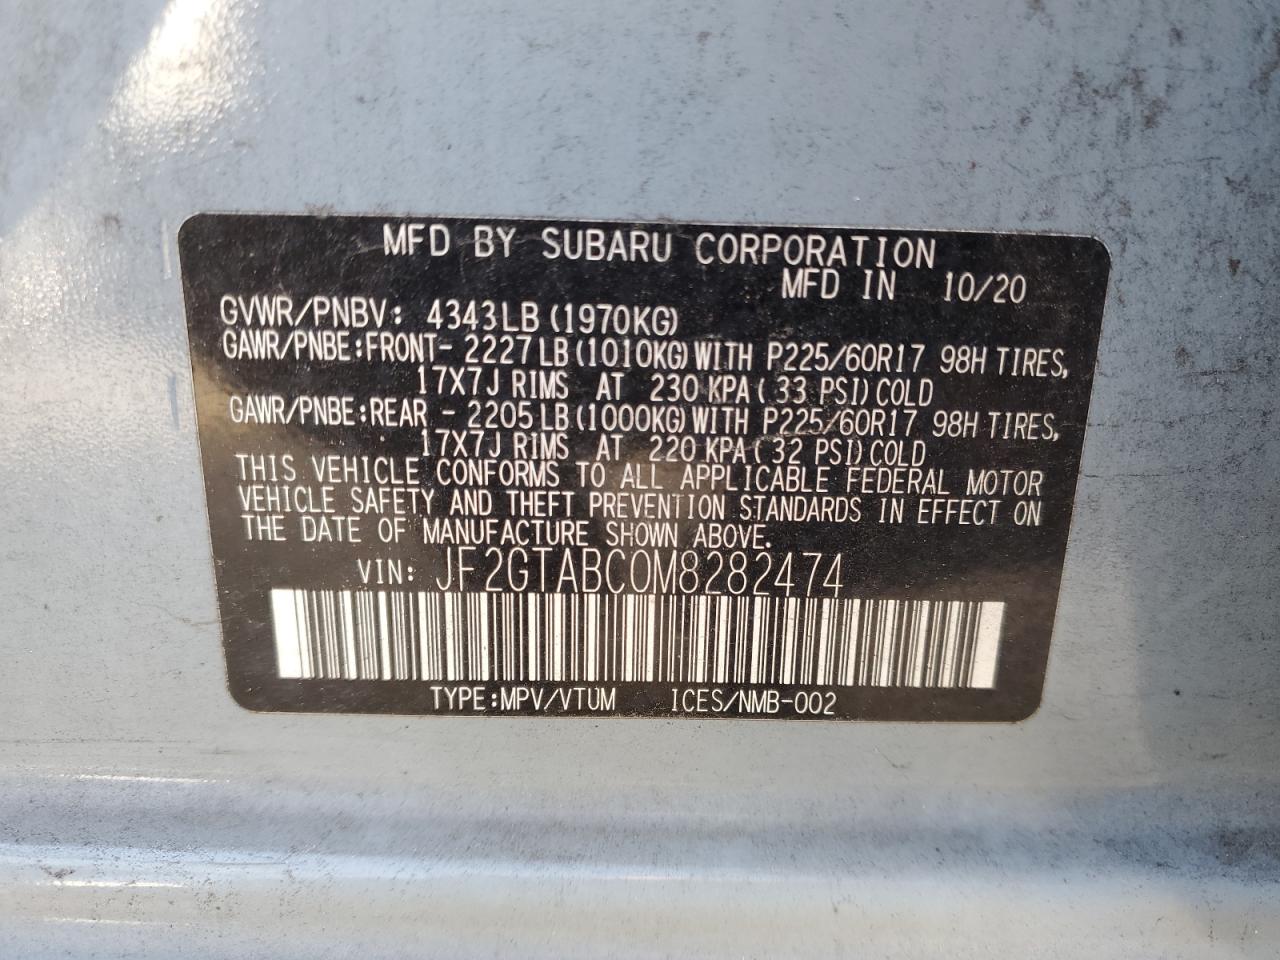 MFD BY SUBARU CORPORATION
MFD IN 10/20
GVWR/PNBV: 4343LB (1970KG)
GAWR/PNBE:FRONT- 2227 LB (1010KG) WITH P225/60R17 98H TIRES,
17X7J RIMS AT 230 KPA ( 33 PSI) COLD
GAWR/PNBE:REAR - 2205 LB (1000KG) WITH P225/60R17 98H TIRES,
17X7J RIMS AT 220 KPA ( 32 PSI) COLD
THIS VEHICLE CONFORMS TO ALL APPLICABLE FEDERAL MOTOR
VEHICLE SAFETY AND THEFT PREVENTION STANDARDS IN EFFECT ON
THE DATE OF MANUFACTURE SHOWN ABOVE.
VIN: JF2GTABC0M8282474
TYPE:MPV/VTUM ICES/NMB-002